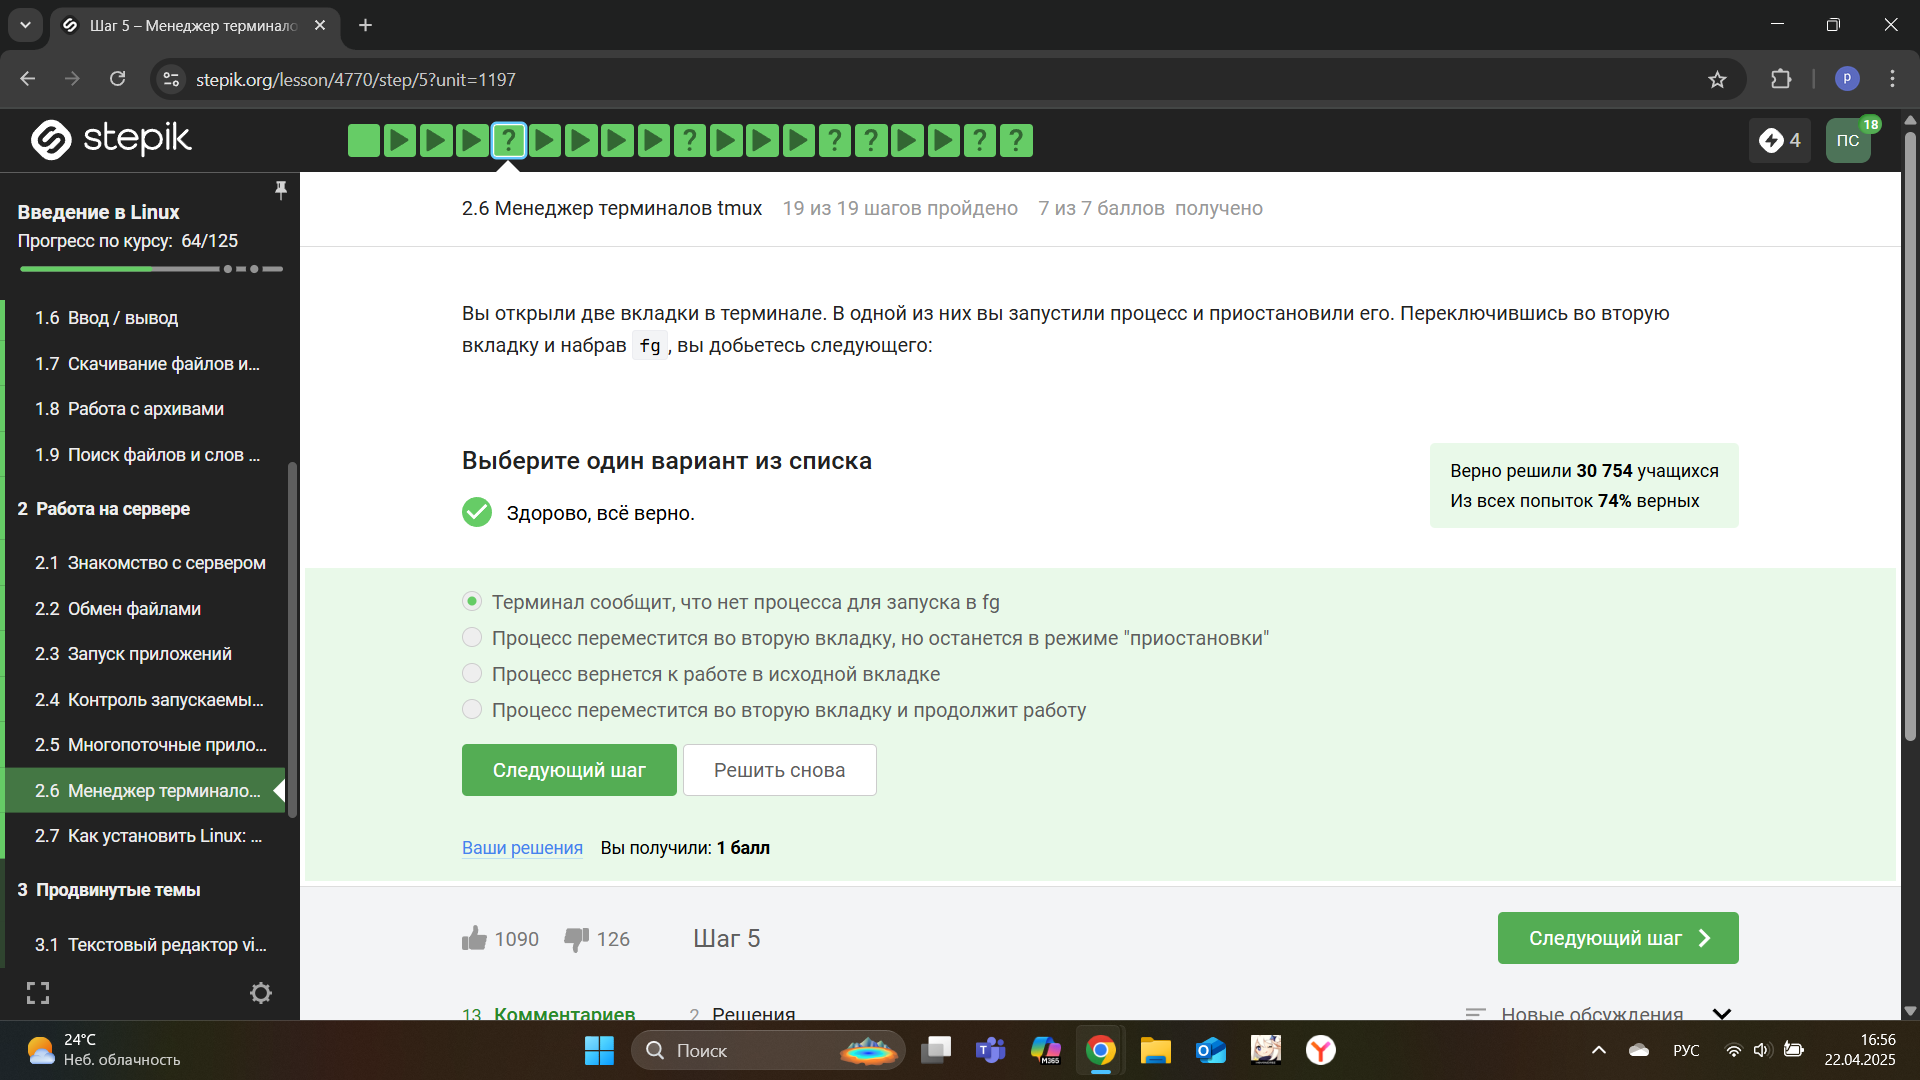 Шаг 5 – Менеджер терминало
stepik.org/lesson/4770/step/5?unit=1197
p
stepik
?
?
?
?
?
?
4
ПС
18
Введение в Linux
Прогресс по курсу: 64/125
1.6 Ввод / вывод
1.7 Скачивание файлов и...
1.8 Работа с архивами
1.9 Поиск файлов и слов ...
2 Работа на сервере
2.1 Знакомство с сервером
2.2 Обмен файлами
2.3 Запуск приложений
2.4 Контроль запускаемы...
2.5 Многопоточные прило...
2.6 Менеджер терминало...
2.7 Как установить Linux: ...
3 Продвинутые темы
3.1 Текстовый редактор vi...
2.6 Менеджер терминалов tmux 19 из 19 шагов пройдено 7 из 7 баллов получено
Вы открыли две вкладки в терминале. В одной из них вы запустили процесс и приостановили его. Переключившись во вторую
вкладку и набрав fg, вы добьетесь следующего:
Выберите один вариант из списка
Здорово, всё верно.
Верно решили 30 754 учащихся
Из всех попыток 74% верных
Терминал сообщит, что нет процесса для запуска в fg
Процесс переместится во вторую вкладку, но останется в режиме "приостановки"
Процесс вернется к работе в исходной вкладке
Процесс переместится во вторую вкладку и продолжит работу
Следующий шаг
Решить снова
Ваши решения Вы получили: 1 балл
1090 126 Шаг 5
Следующий шаг
13 Комментариев 2 Решения
Новые обсуждения
24°C
Неб. облачность
Поиск
M365
РУС
16:56
22.04.2025